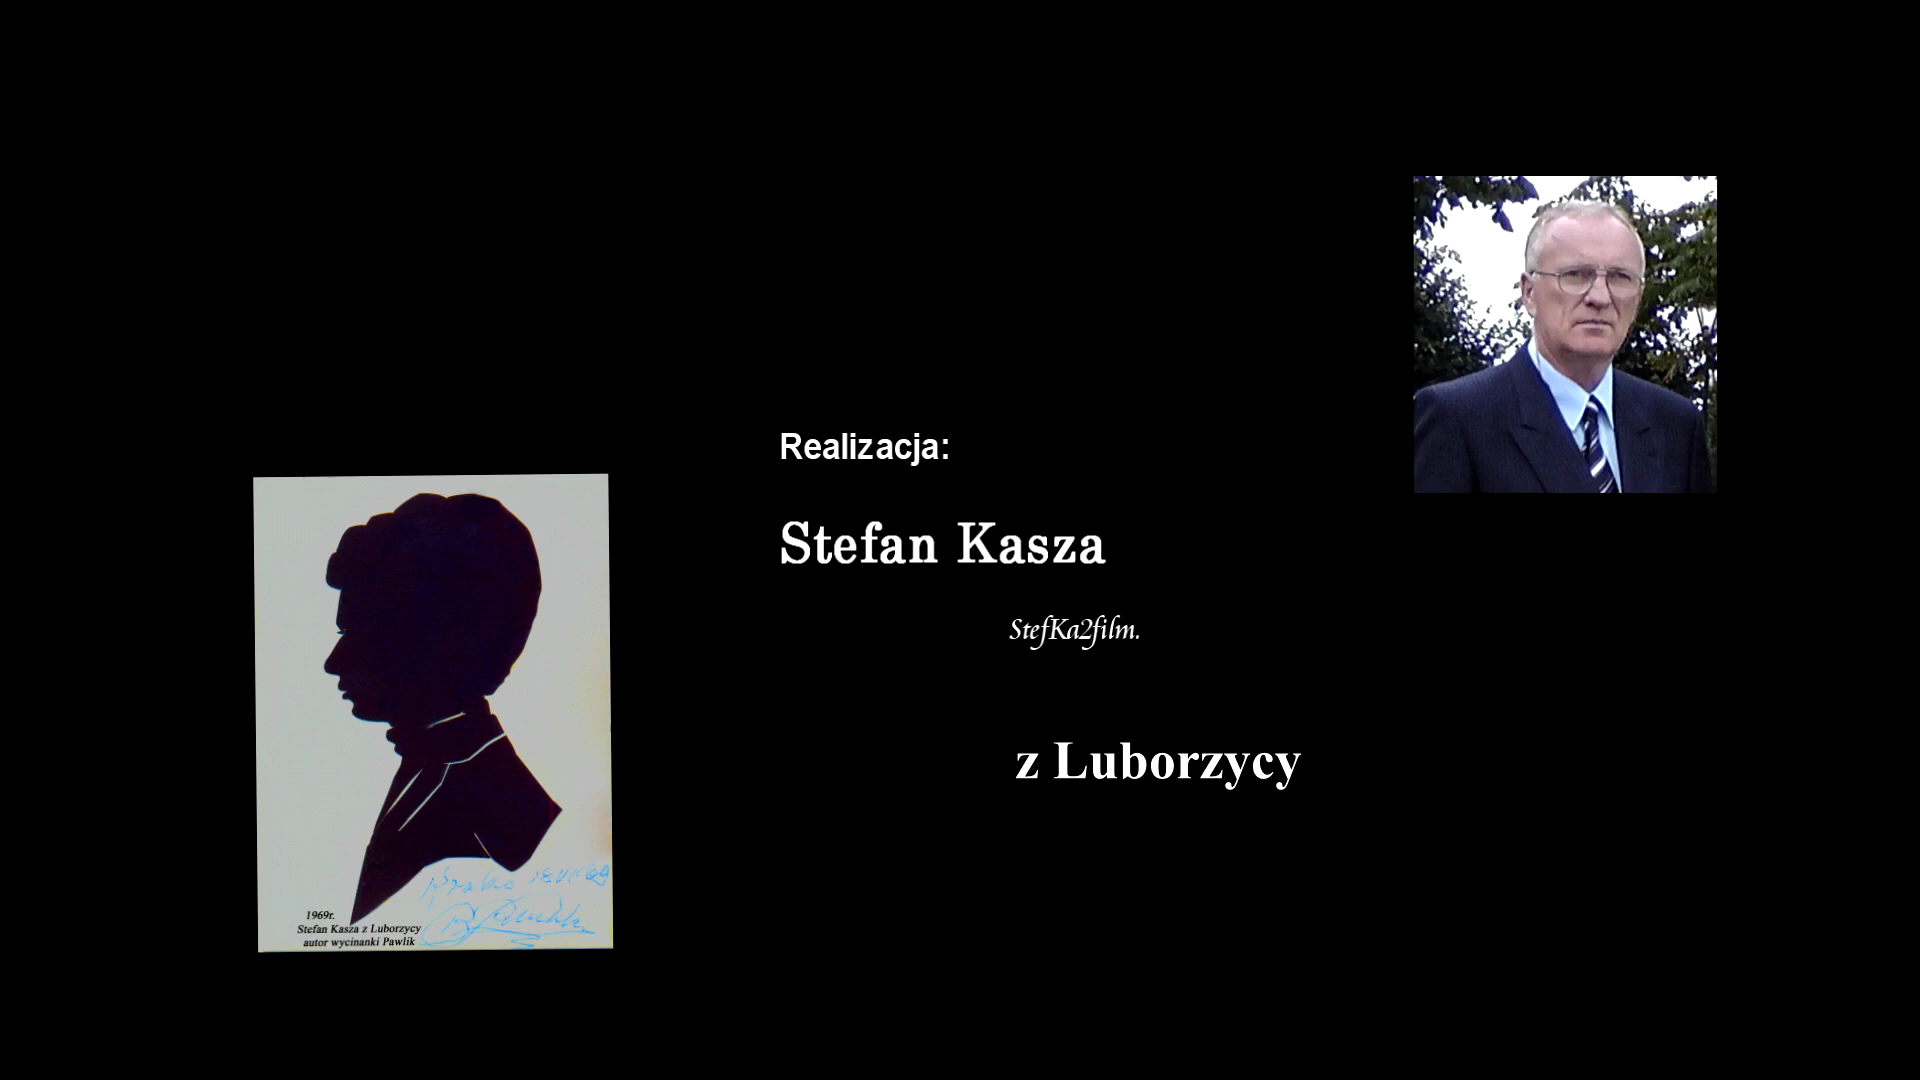 Realizacja:
Stefan Kasza
StefKa2film.
z Luborzycy
1969r.
Stefan Kasza z Luborzycy
autor wycinanki Pawlik